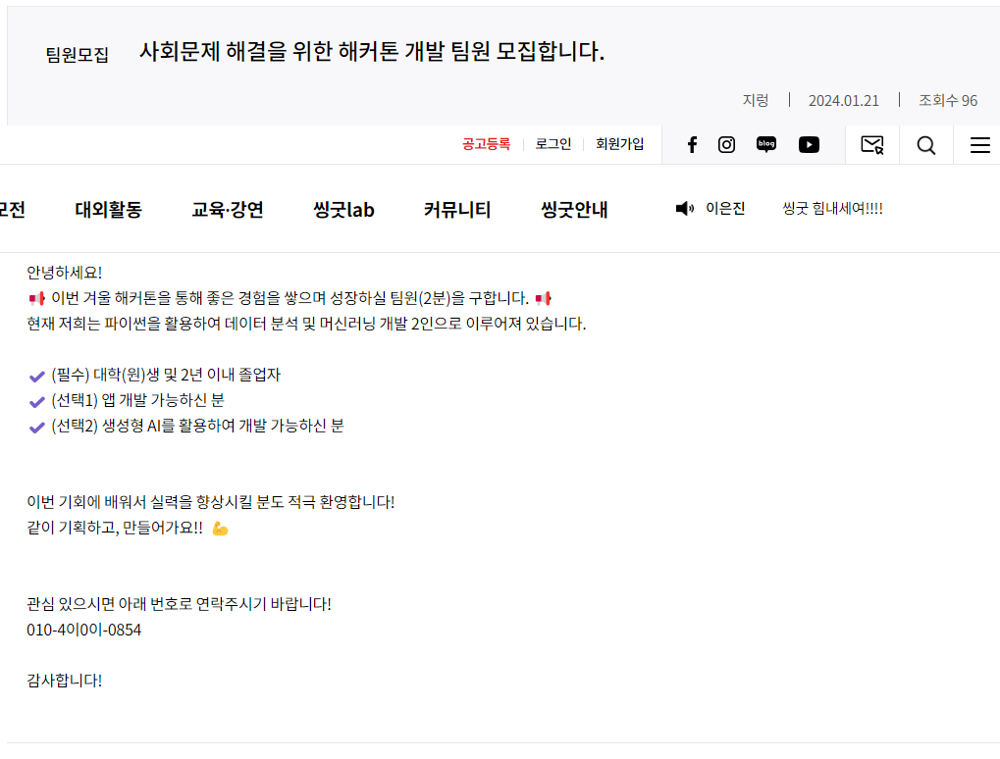 팀원모집 사회문제 해결을 위한 해커톤 개발 팀원 모집합니다.
지렁 2024.01.21 조회수 96
공고등록 로그인 회원가입 blog
모전 대외활동 교육·강연 씽굿lab 커뮤니티 씽굿안내 이은진 씽굿 힘내세여!!!!
안녕하세요!
이번 겨울 해커톤을 통해 좋은 경험을 쌓으며 성장하실 팀원(2분)을 구합니다.
현재 저희는 파이썬을 활용하여 데이터 분석 및 머신러닝 개발 2인으로 이루어져 있습니다.
(필수) 대학(원)생 및 2년 이내 졸업자
(선택1) 앱 개발 가능하신 분
(선택2) 생성형 AI를 활용하여 개발 가능하신 분
이번 기회에 배워서 실력을 향상시킬 분도 적극 환영합니다!
같이 기획하고, 만들어가요!!
관심 있으시면 아래 번호로 연락주시기 바랍니다!
010-4이0이-0854
감사합니다!